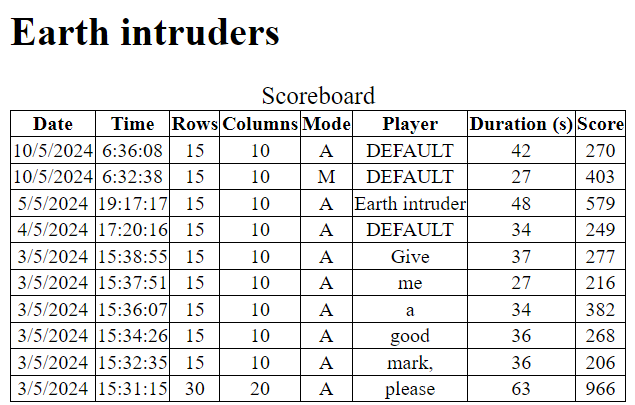 Earth intruders
Scoreboard
Date Time Rows Columns Mode Player Duration (s) Score
10/5/2024 6:36:08 15 10 A DEFAULT 42 270
10/5/2024 6:32:38 15 10 M DEFAULT 27 403
5/5/2024 19:17:17 15 10 A Earth intruder 48 579
4/5/2024 17:20:16 15 10 A DEFAULT 34 249
3/5/2024 15:38:55 15 10 A Give 37 277
3/5/2024 15:37:51 15 10 A me 27 216
3/5/2024 15:36:07 15 10 A a 34 382
3/5/2024 15:34:26 15 10 A good 36 268
3/5/2024 15:32:35 15 10 A mark, 36 206
3/5/2024 15:31:15 30 20 A please 63 966